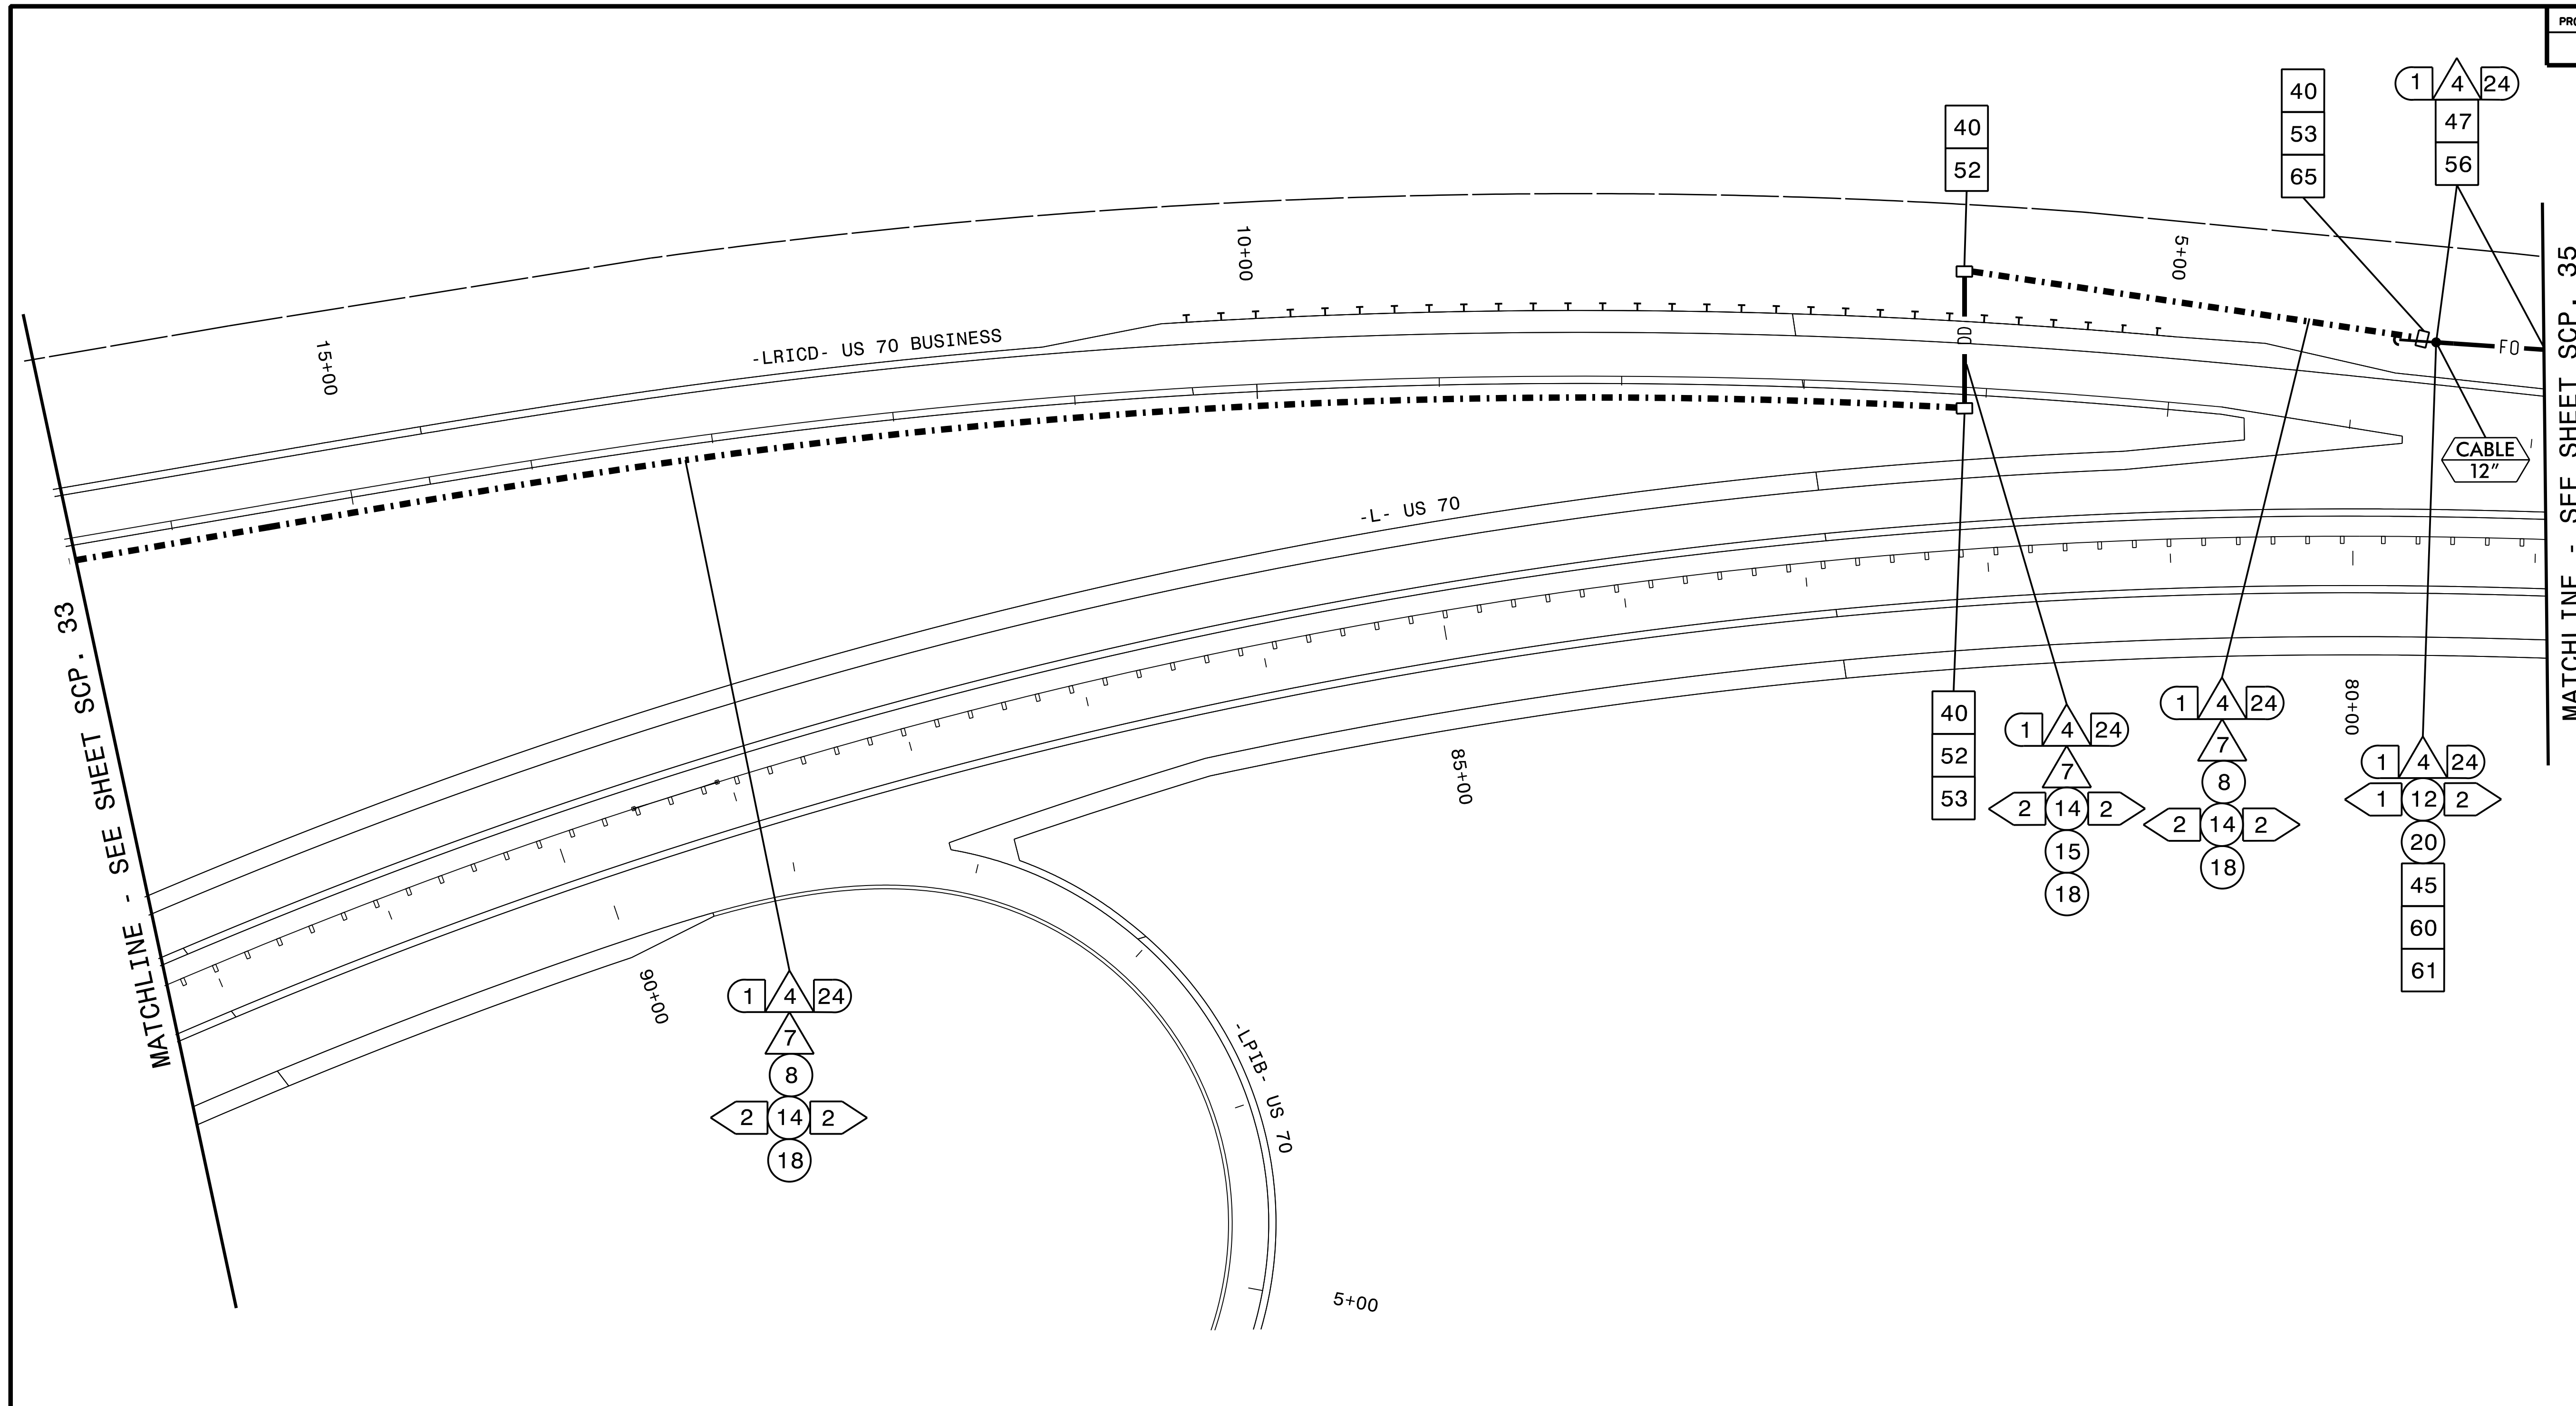 PRO
40
52
40
53
65
1 4 24
47
56
10+00
5+00
15+00
-LRICD- US 70 BUSINESS
FO
CABLE
12”
-L- US 70
MATCHLINE - SEE SHEET SCP. 33
MATCHLINE - SEE SHEET SCP. 35
85+00
80+00
90+00
40
52
53
1 4 24
7
2 14 2
15
18
1 4 24
7
8
2 14 2
18
1 4 24
1 12 2
20
45
60
61
1 4 24
7
8
2 14 2
18
-LPIB- US 70
5+00